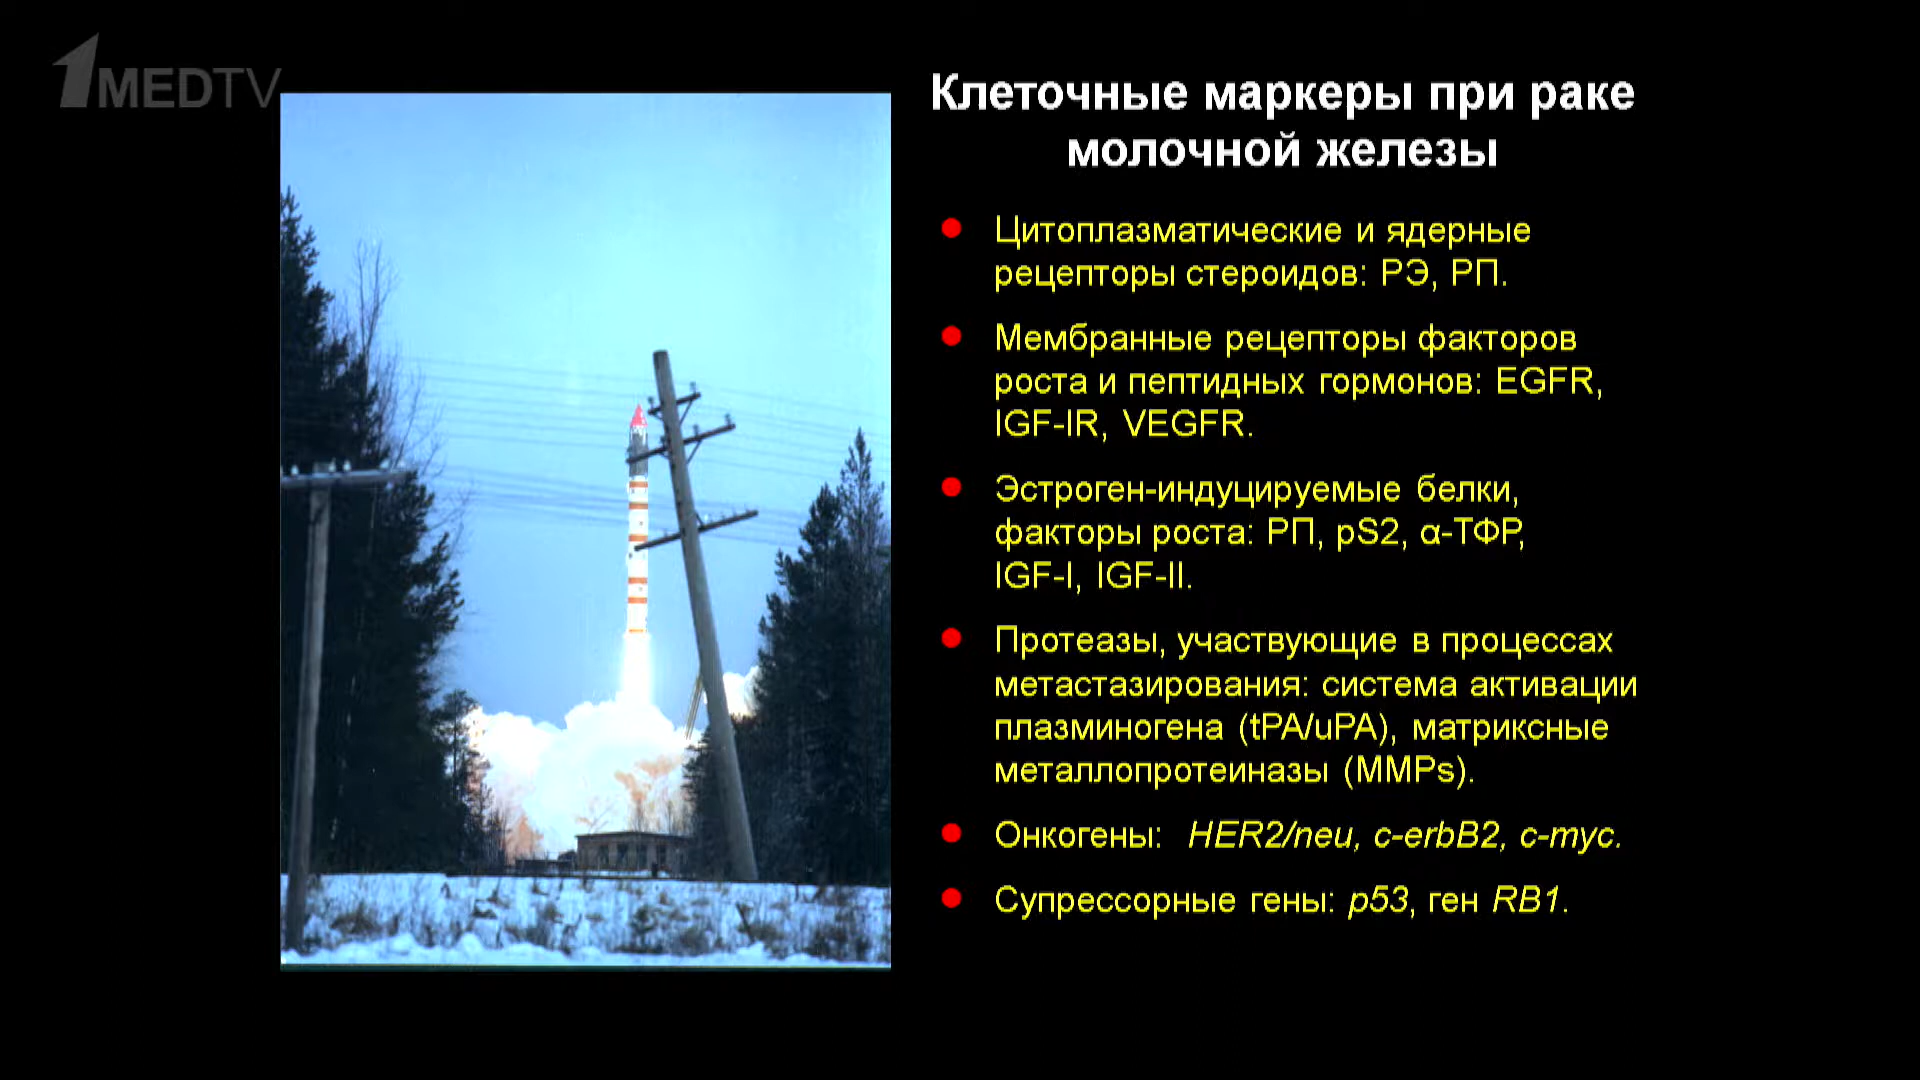 1MEDTV
Клеточные маркеры при раке
молочной железы
Цитоплазматические и ядерные
рецепторы стероидов: РЭ, РП.
Мембранные рецепторы факторов
роста и пептидных гормонов: EGFR,
IGF-IR, VEGFR.
Эстроген-индуцируемые белки,
факторы роста: РП, pS2, α-ТФР,
IGF-I, IGF-II.
Протеазы, участвующие в процессах
метастазирования: система активации
плазминогена (tPA/uPA), матриксные
металлопротеиназы (MMPs).
Онкогены: HER2/neu, c-erbB2, c-myc.
Супрессорные гены: p53, ген RB1.